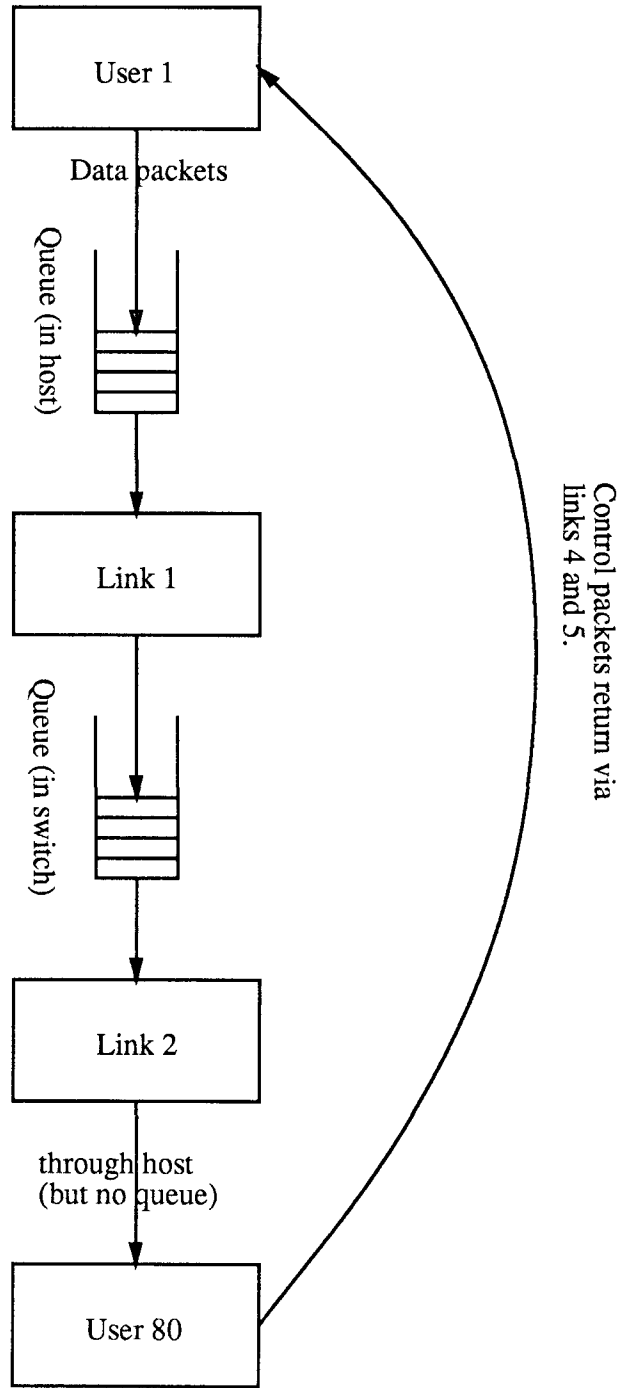 User 1
Data packets
Queue (in host)
Link 1
Control packets return via
links 4 and 5.
Queue (in switch)
Link 2
through host
(but no queue)
User 80